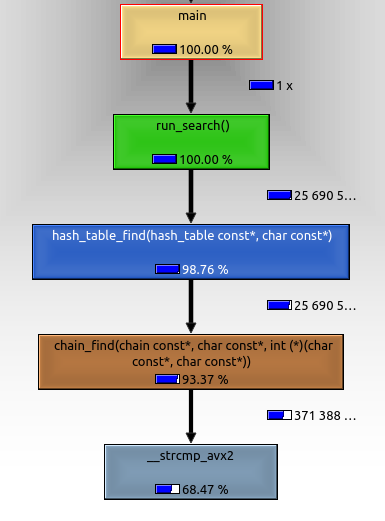 main
100.00 %
1 x
run_search()
100.00 %
25 690 5...
hash_table_find(hash_table const*, char const*)
98.76 %
25 690 5...
chain_find(chain const*, char const*, int (*)(char
const*, char const*))
93.37 %
371 388 ...
__strcmp_avx2
68.47 %